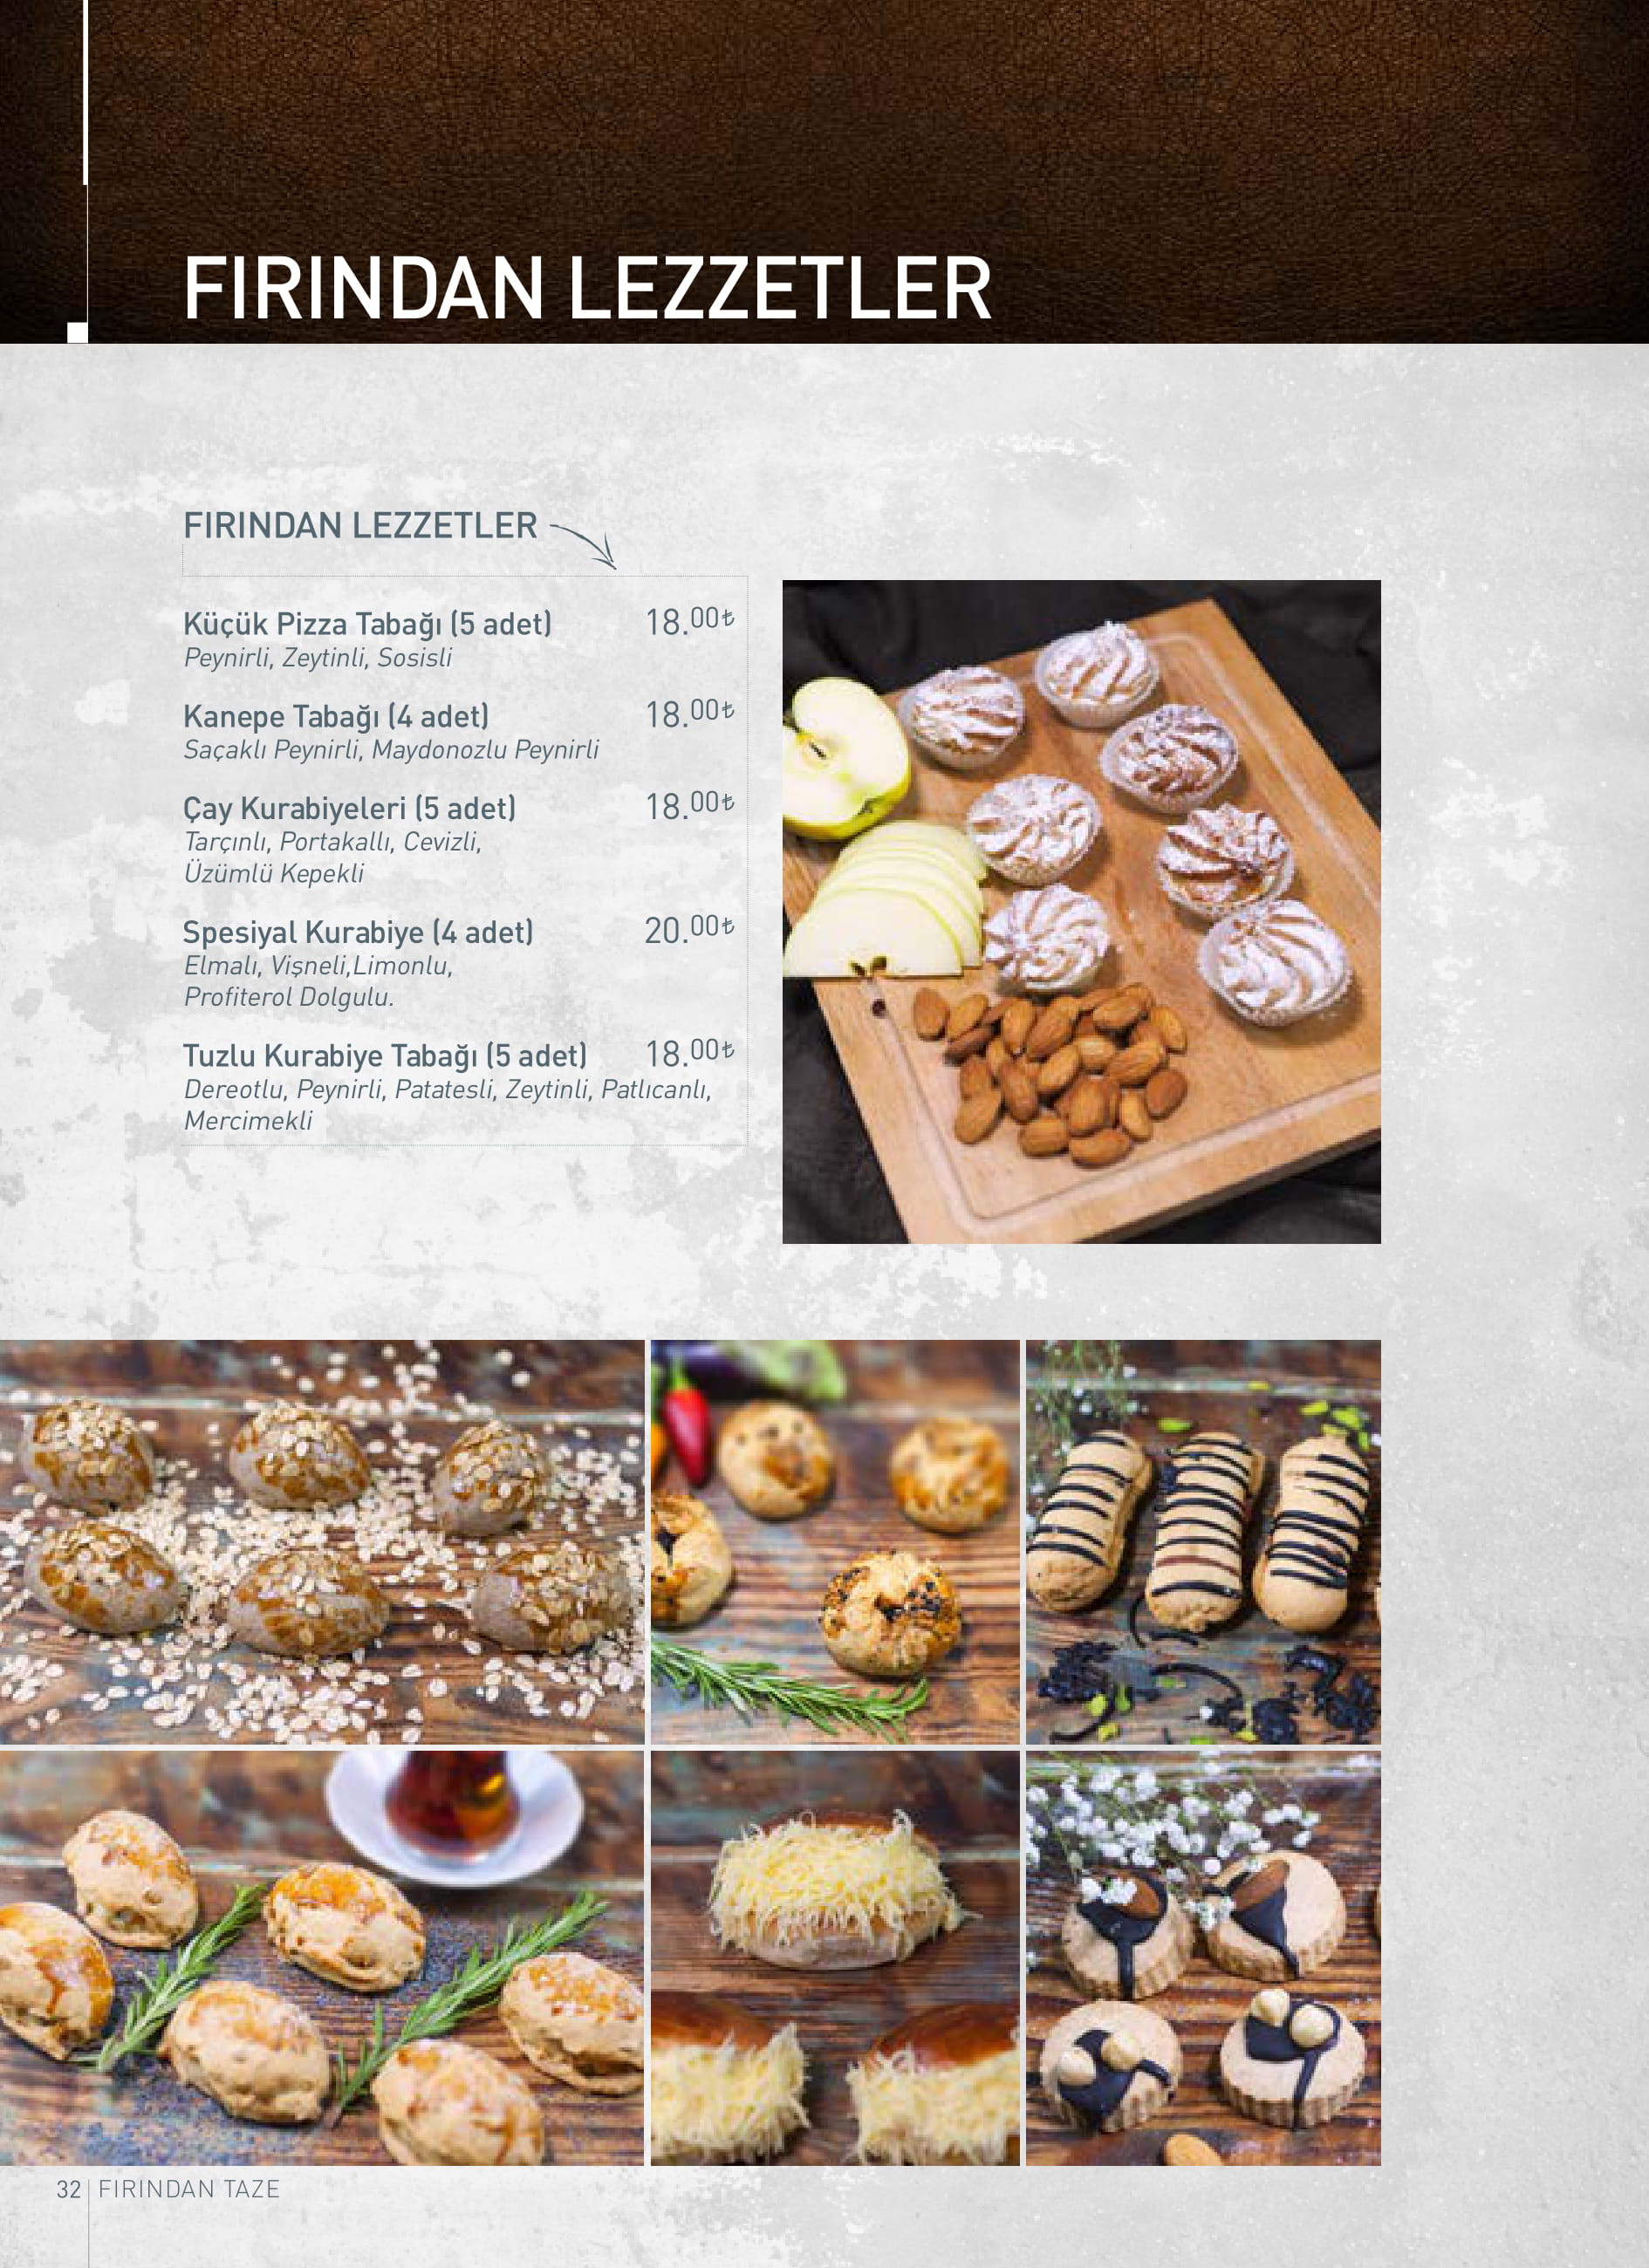 FIRINDAN LEZZETLER
FIRINDAN LEZZETLER
Küçük Pizza Tabağı (5 adet) 18.00₺
Peynirli, Zeytinli, Sosisli
Kanepe Tabağı (4 adet) 18.00₺
Saçaklı Peynirli, Maydonozlu Peynirli
Çay Kurabiyeleri (5 adet) 18.00₺
Tarçınlı, Portakallı, Cevizli,
Üzümlü Kepekli
Spesiyal Kurabiye (4 adet) 20.00₺
Elmalı, Vişneli,Limonlu,
Profiterol Dolgulu.
Tuzlu Kurabiye Tabağı (5 adet) 18.00₺
Dereotlu, Peynirli, Patatesli, Zeytinli, Patlıcanlı,
Mercimekli
32 FIRINDAN TAZE